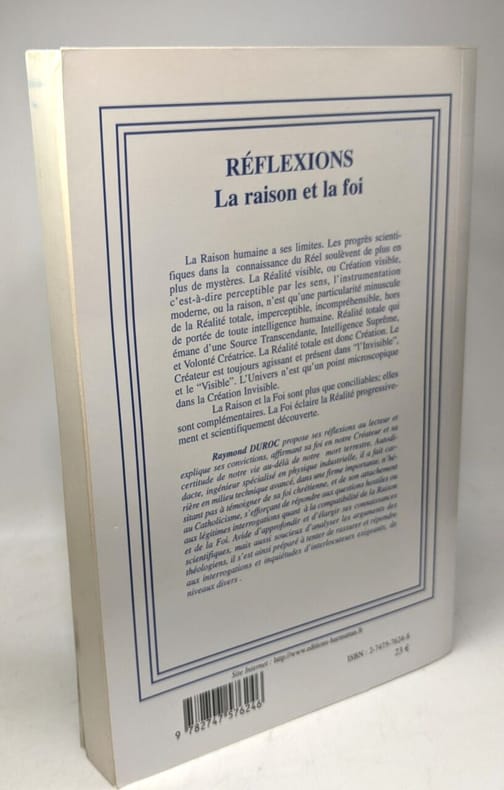 RÉFLEXIONS
La raison et la foi
La Raison humaine a ses limites. Les progrès scienti-
fiques dans la connaissance du Réel soulèvent de plus en
plus de mystères. La Réalité visible, ou Création visible,
c'est-à-dire perceptible par les sens, l'instrumentation
moderne, ou la raison, n'est qu'une particularité minuscule
de la Réalité totale, imperceptible, incompréhensible, hors
de portée de toute intelligence humaine. Réalité totale qui
émane d'une Source Transcendante, Intelligence Suprême,
et Volonté Créatrice. La Réalité totale est donc Création. Le
Créateur est toujours agissant et présent dans "l'Invisible",
et le "Visible". L'Univers n'est qu'un point microscopique
dans la Création Invisible.
La Raison et la Foi sont plus que conciliables; elles
sont complémentaires. La Foi éclaire la Réalité progressive-
ment et scientifiquement découverte.
Raymond DUROC propose ses réflexions au lecteur et
explique ses convictions, affirmant sa foi en notre Créateur et sa
certitude de notre vie au-delà de notre mort terrestre. Autodi-
dacte, ingénieur spécialisé en physique industrielle, il a fait car-
rière en milieu technique avancé, dans une firme importante, n'hé-
sitant pas à témoigner de sa foi chrétienne, et de son attachement
au Catholicisme, s'efforçant de répondre aux questions hostiles ou
aux légitimes interrogations quant à la compatibilité de la Raison
et de la Foi. Avide d'approfondir et d'élargir ses connaissances
scientifiques, mais aussi soucieux d'analyser les arguments des
théologiens, il s'est ainsi préparé à tenter de rassurer et répondre
aux interrogations et inquiétudes d'interlocuteurs exigeants, de
niveaux divers .
Site Internet : http://www.editions-harmattan.fr
ISBN : 2-7475-7624-8
23 €
9 782747 576246